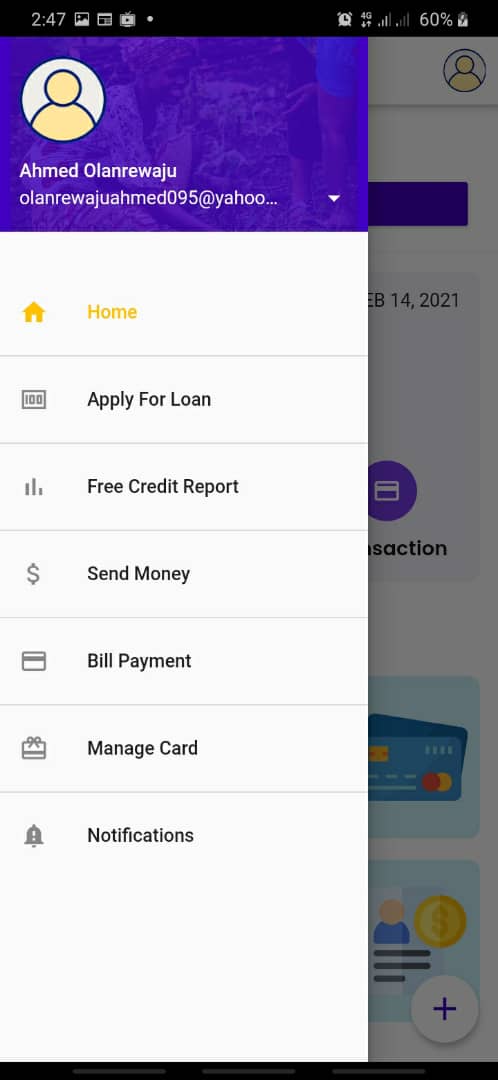 2:47
4G
60%
Ahmed Olanrewaju
olanrewajuahmed095@yahoo...
EB 14, 2021
Home
Apply For Loan
100
Free Credit Report
nsaction
$
Send Money
Bill Payment
Manage Card
Notifications
$
+